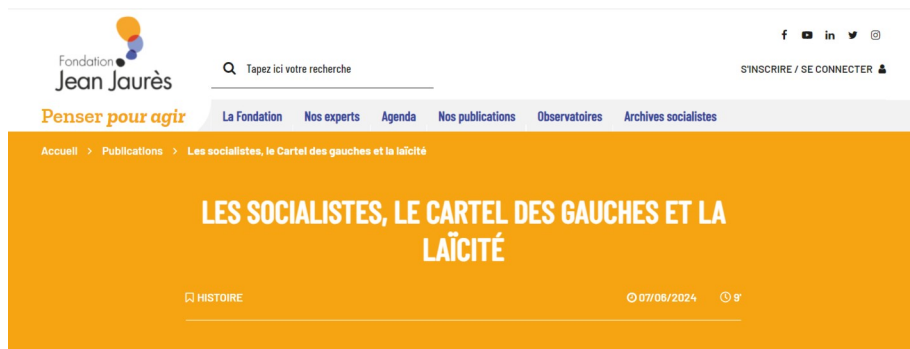 Fondation
Jean Jaurès
Tapez ici votre recherche
S'INSCRIRE / SE CONNECTER
Penser pour agir
La Fondation Nos experts Agenda Nos publications Observatoires Archives socialistes
Accueil > Publications > Les socialistes, le Cartel des gauches et la laïcité
LES SOCIALISTES, LE CARTEL DES GAUCHES ET LA
LAÏCITÉ
HISTOIRE 07/06/2024 9'